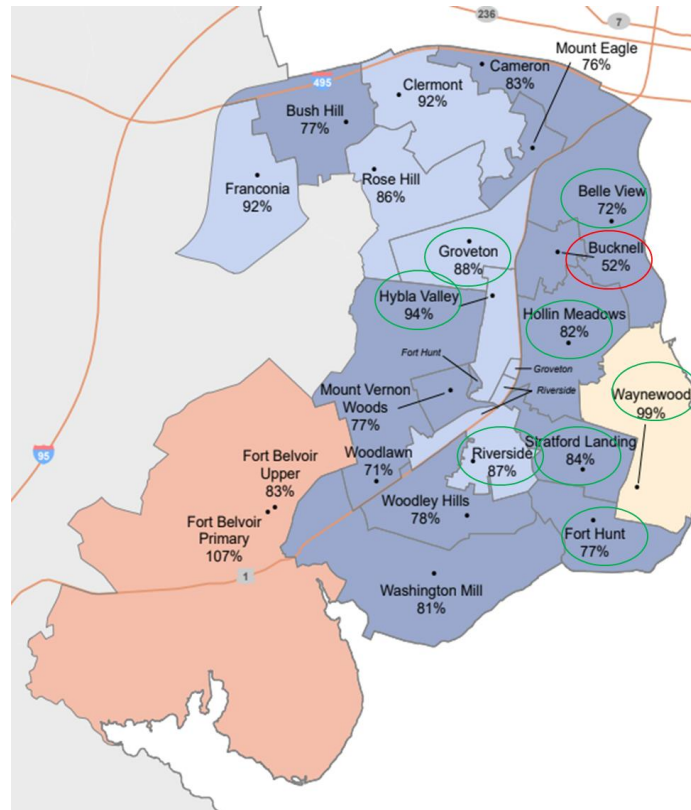 236
7
Mount Eagle
76%
Cameron
83%
495
Clermont
92%
Bush Hill
77%
Franconia
92%
Rose Hill
86%
Belle View
72%
Groveton
88%
Bucknell
52%
Hybla Valley
94%
Hollin Meadows
82%
Fort Hunt
Groveton
Riverside
Mount Vernon
Woods
77%
Waynewood
99%
95
Woodlawn
71%
Riverside
87%
Stratford Landing
84%
Fort Belvoir
Upper
83%
Woodley Hills
78%
Fort Belvoir
Primary
107%
Fort Hunt
77%
1
Washington Mill
81%